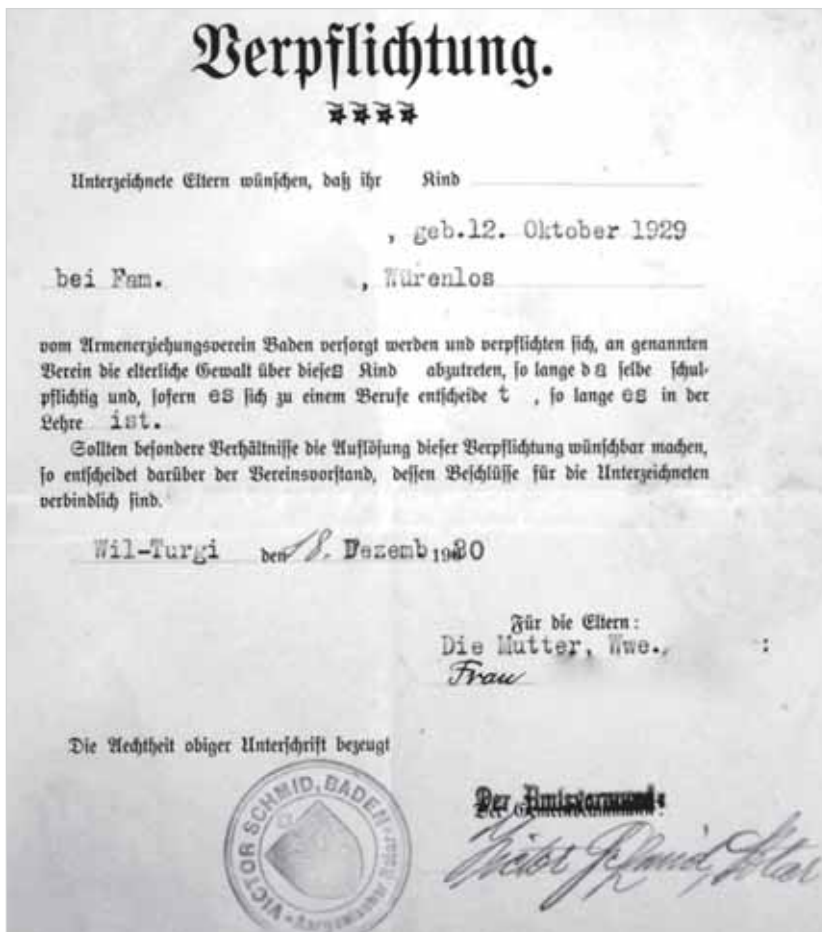 Verpflichtung.
Unterzeichnete Eltern wünschen, daß ihr Kind
, geb.12. Oktober 1929
bei Fam. , Würenlos
vom Armenerziehungsverein Baden versorgt werden und verpflichten sich, an genannten
Verein die elterliche Gewalt über dieses Kind abzutreten, so lange das selbe schul-
pflichtig und, sofern es sich zu einem Berufe entscheidet , so lange es in der
Lehre ist.
Sollten besondere Verhältnisse die Auflösung dieser Verpflichtung wünschbar machen,
so entscheidet darüber der Vereinsvorstand, dessen Beschlüsse für die Unterzeichneten
verbindlich sind.
Wil-Turgi den 18. Dezemb 1930
Für die Eltern:
Die Mutter, Wwe., :
Frau
Die Aechtheit obiger Unterschrift bezeugt
VICTOR SCHMID, BADEN
Der Amtsvormund:
Victor Schmid, Notar